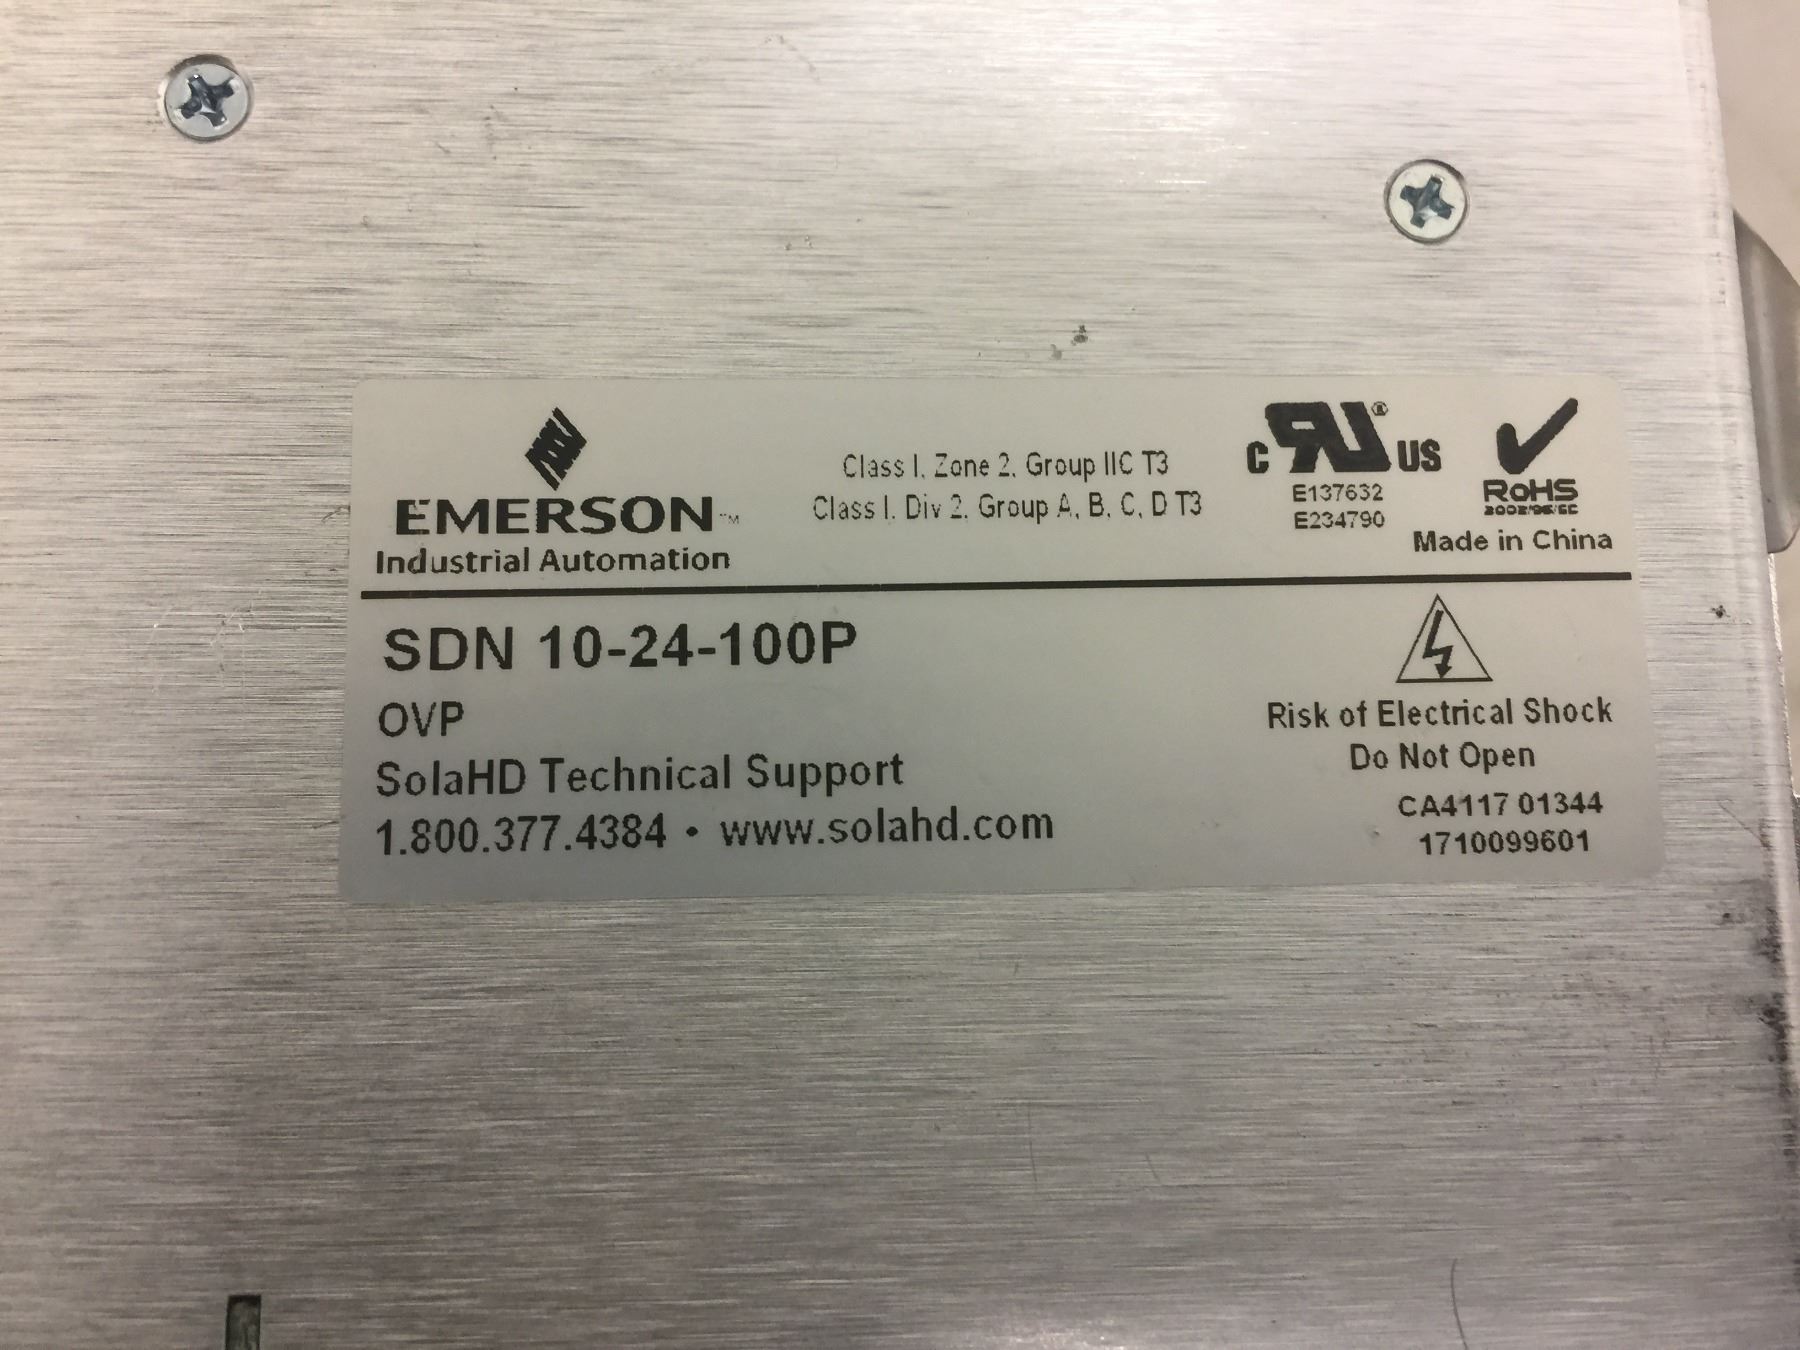 EMERSON™
Industrial Automation
Class I, Zone 2, Group IIC T3
Class I, Div 2, Group A, B, C, D T3
c RU® US
E137632
E234790
RoHS
2002/95/EC
Made in China
SDN 10-24-100P
OVP
SolaHD Technical Support
1.800.377.4384 • www.solahd.com
Risk of Electrical Shock
Do Not Open
CA4117 01344
1710099601